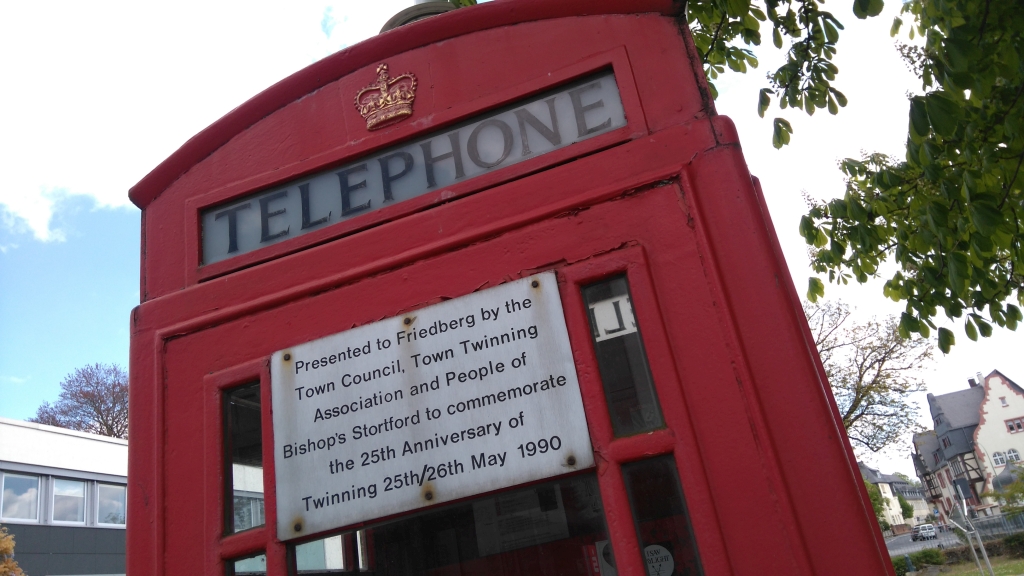 TELEPHONE
Presented to Friedberg by the
Town Council, Town Twinning
Association and People of
Bishop's Stortford to commemorate
the 25th Anniversary of
Twinning 25th/26th May 1990